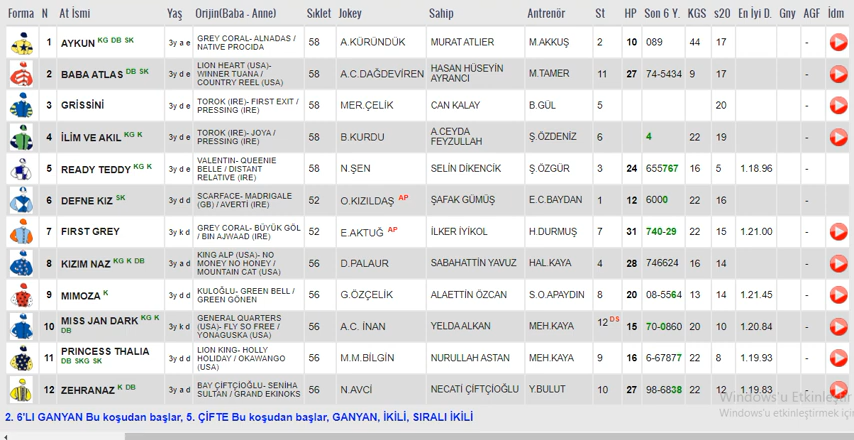 Forma N At İsmi Yaş Orijin(Baba - Anne) Sıklet Jokey Sahip Antrenör St HP Son 6 Y. KGS s20 En İyi D. Gny AGF İdm
1 AYKUN KG DB SK 3y a e GREY CORAL- ALNADAS / NATIVE PROCIDA 58 A.KÜRÜNDÜK MURAT ATLIER M.AKKUŞ 2 10 089 44 17 -
2 BABA ATLAS DB SK 3y d e LION HEART (USA)- WINNER TUANA / COUNTRY REEL (USA) 58 A.C.DAĞDEVİREN HASAN HÜSEYİN AYRANCI M.TAMER 11 27 74-5434 9 17 -
3 GRİSSİNİ 3y d e TOROK (IRE)- FIRST EXIT / PRESSING (IRE) 58 MER.ÇELİK CAN KALAY B.GÜL 5 20 -
4 İLİM VE AKIL KG K 3y d e TOROK (IRE)- JOYA / PRESSING (IRE) 58 B.KURDU A.CEYDA FEYZULLAH Ş.ÖZDENİZ 6 4 22 19 -
5 READY TEDDY KG K 3y d e VALENTIN- QUEENIE BELLE / DISTANT RELATIVE (IRE) 58 N.ŞEN SELİN DİKENCİK Ş.ÖZGÜR 3 24 655767 16 5 1.18.96 -
6 DEFNE KIZ SK 3y d d SCARFACE- MADRIGALE (GB) / AVERTİ (IRE) 52 O.KIZILDAŞ AP ŞAFAK GÜMÜŞ E.C.BAYDAN 1 12 6000 22 16 -
7 FIRST GREY 3y k d GREY CORAL- BÜYÜK GÖL / BIN AJWAAD (IRE) 52 E.AKTUĞ AP İLKER İYİKOL H.DURMUŞ 7 31 740-29 22 15 1.21.00 -
8 KIZIM NAZ KG K DB 3y a d KING ALP (USA)- NO MONEY NO HONEY / MOUNTAIN CAT (USA) 56 D.PALAUR SABAHATTİN YAVUZ HAL.KAYA 4 28 746624 16 14 -
9 MIMOZA K 3y d d KULOĞLU- GREEN BELL / GREEN GÖNEN 56 G.ÖZÇELİK ALAETTİN ÖZCAN S.O.APAYDIN 8 20 08-5564 13 14 1.21.45 -
10 MISS JAN DARK KG K DB 3y k d GENERAL QUARTERS (USA)- FLY SO FREE / YONAGUSKA (USA) 56 A.C. İNAN YELDA ALKAN MEH.KAYA 12 DS 15 70-0860 20 10 1.20.84 -
11 PRINCESS THALIA DB SKG SK 3y d d LION KING- HOLLY HOLIDAY / OKAWANGO (USA) 56 M.M.BİLGİN NURULLAH ASTAN MEH.KAYA 9 16 6-67877 22 8 1.19.93 -
12 ZEHRANAZ K DB 3y a d BAY ÇİFTÇİOĞLU- SENİHA SULTAN / GRAND EKINOKS 56 N.AVCİ NECATİ ÇİFTÇİOĞLU Y.BULUT 10 27 98-6838 22 12 1.19.83 -
2. 6'LI GANYAN Bu koşudan başlar, 5. ÇİFTE Bu koşudan başlar, GANYAN, İKİLİ, SIRALI İKİLİ
Windows'u Etkinleştir
Windows'u etkinleştirmek için